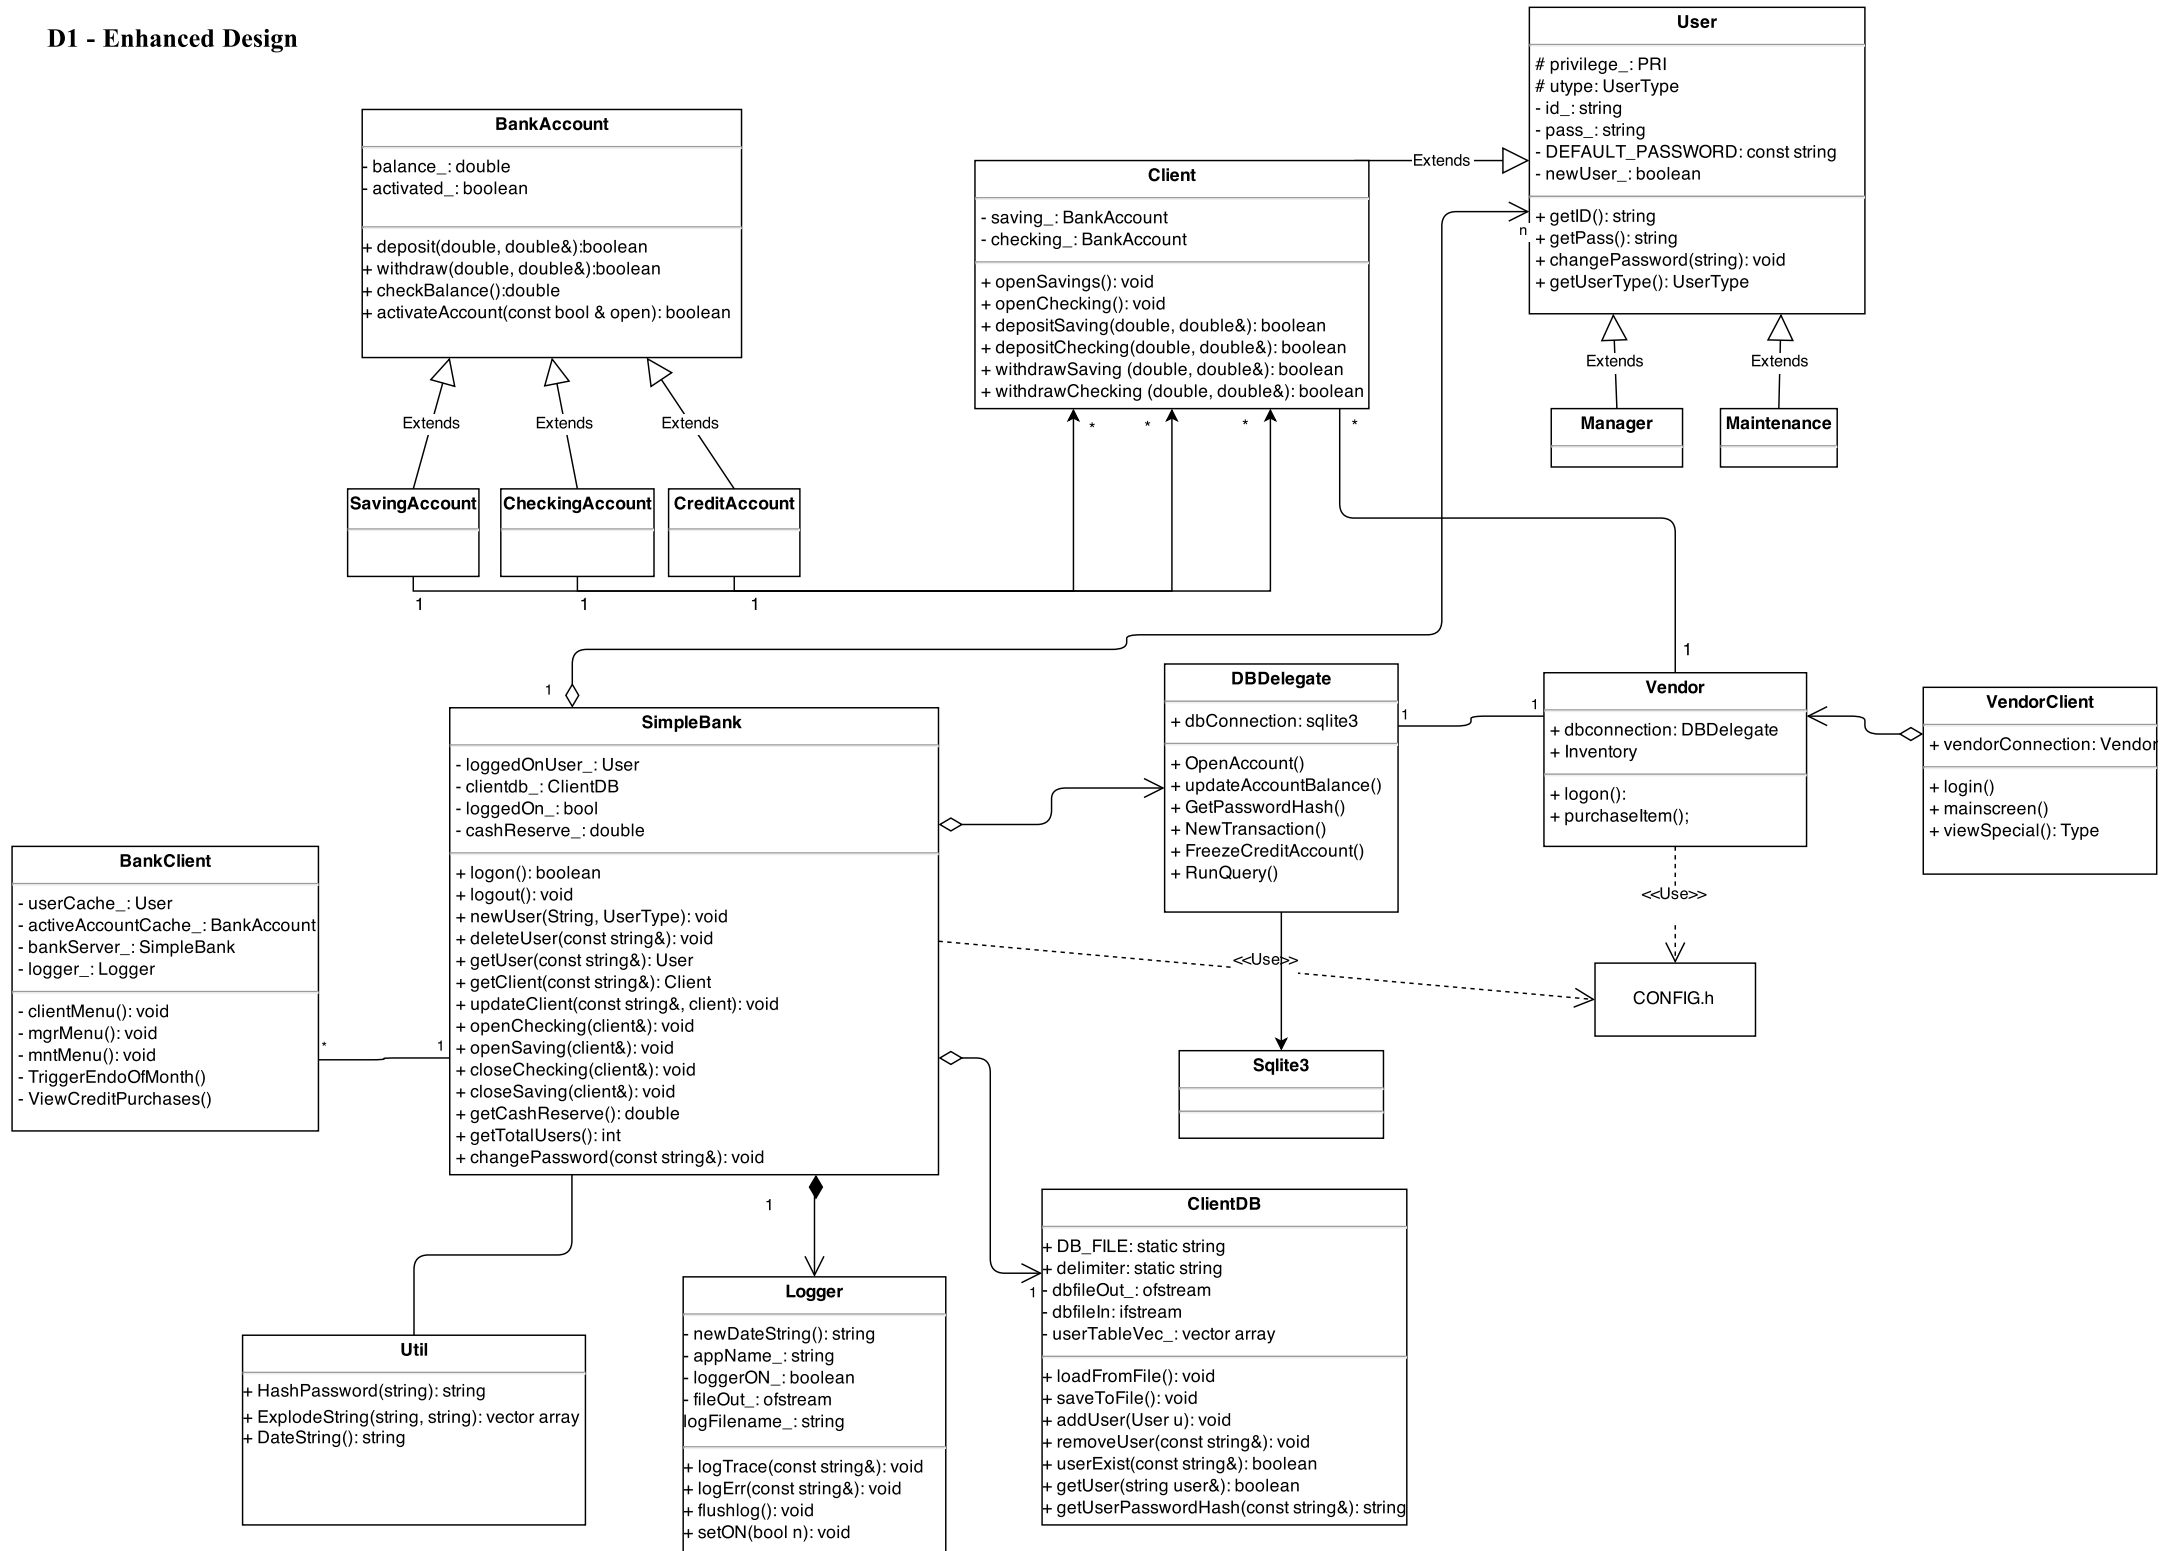 D1 - Enhanced Design
User
# privilege_: PRI
# utype: UserType
- id_: string
- pass_: string
- DEFAULT_PASSWORD: const string
- newUser_: boolean
+ getID(): string
+ getPass(): string
+ changePassword(string): void
+ getUserType(): UserType
BankAccount
- balance_: double
- activated_: boolean
+ deposit(double, double&):boolean
+ withdraw(double, double&):boolean
+ checkBalance():double
+ activateAccount(const bool & open): boolean
Client
- saving_: BankAccount
- checking_: BankAccount
+ openSavings(): void
+ openChecking(): void
+ depositSaving(double, double&): boolean
+ depositChecking(double, double&): boolean
+ withdrawSaving (double, double&): boolean
+ withdrawChecking (double, double&): boolean
Extends
n
Extends
Extends
Manager
Maintenance
Extends
Extends
Extends
*
*
*
*
SavingAccount
CheckingAccount
CreditAccount
1
1
1
1
1
SimpleBank
- loggedOnUser_: User
- clientdb_: ClientDB
- loggedOn_: bool
- cashReserve_: double
+ logon(): boolean
+ logout(): void
+ newUser(String, UserType): void
+ deleteUser(const string&): void
+ getUser(const string&): User
+ getClient(const string&): Client
+ updateClient(const string&, client): void
+ openChecking(client&): void
+ openSaving(client&): void
+ closeChecking(client&): void
+ closeSaving(client&): void
+ getCashReserve(): double
+ getTotalUsers(): int
+ changePassword(const string&): void
DBDelegate
+ dbConnection: sqlite3
+ OpenAccount()
+ updateAccountBalance()
+ GetPasswordHash()
+ NewTransaction()
+ FreezeCreditAccount()
+ RunQuery()
1
1
Vendor
+ dbconnection: DBDelegate
+ Inventory
+ logon():
+ purchaseItem();
VendorClient
+ vendorConnection: Vendor
+ login()
+ mainscreen()
+ viewSpecial(): Type
<<Use>>
<<Use>>
CONFIG.h
BankClient
- userCache_: User
- activeAccountCache_: BankAccount
- bankServer_: SimpleBank
- logger_: Logger
- clientMenu(): void
- mgrMenu(): void
- mntMenu(): void
- TriggerEndoOfMonth()
- ViewCreditPurchases()
*
1
Sqlite3
1
1
ClientDB
+ DB_FILE: static string
+ delimiter: static string
- dbfileOut_: ofstream
- dbfileIn: ifstream
- userTableVec_: vector array
+ loadFromFile(): void
+ saveToFile(): void
+ addUser(User u): void
+ removeUser(const string&): void
+ userExist(const string&): boolean
+ getUser(string user&): boolean
+ getUserPasswordHash(const string&): string
Logger
- newDateString(): string
- appName_: string
- loggerON_: boolean
- fileOut_: ofstream
logFilename_: string
+ logTrace(const string&): void
+ logErr(const string&): void
+ flushlog(): void
+ setON(bool n): void
Util
+ HashPassword(string): string
+ ExplodeString(string, string): vector array
+ DateString(): string